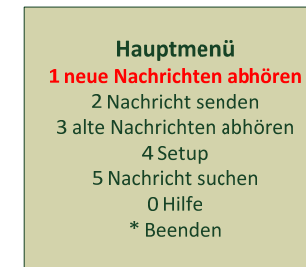 Hauptmenü
1 neue Nachrichten abhören
2 Nachricht senden
3 alte Nachrichten abhören
4 Setup
5 Nachricht suchen
0 Hilfe
* Beenden